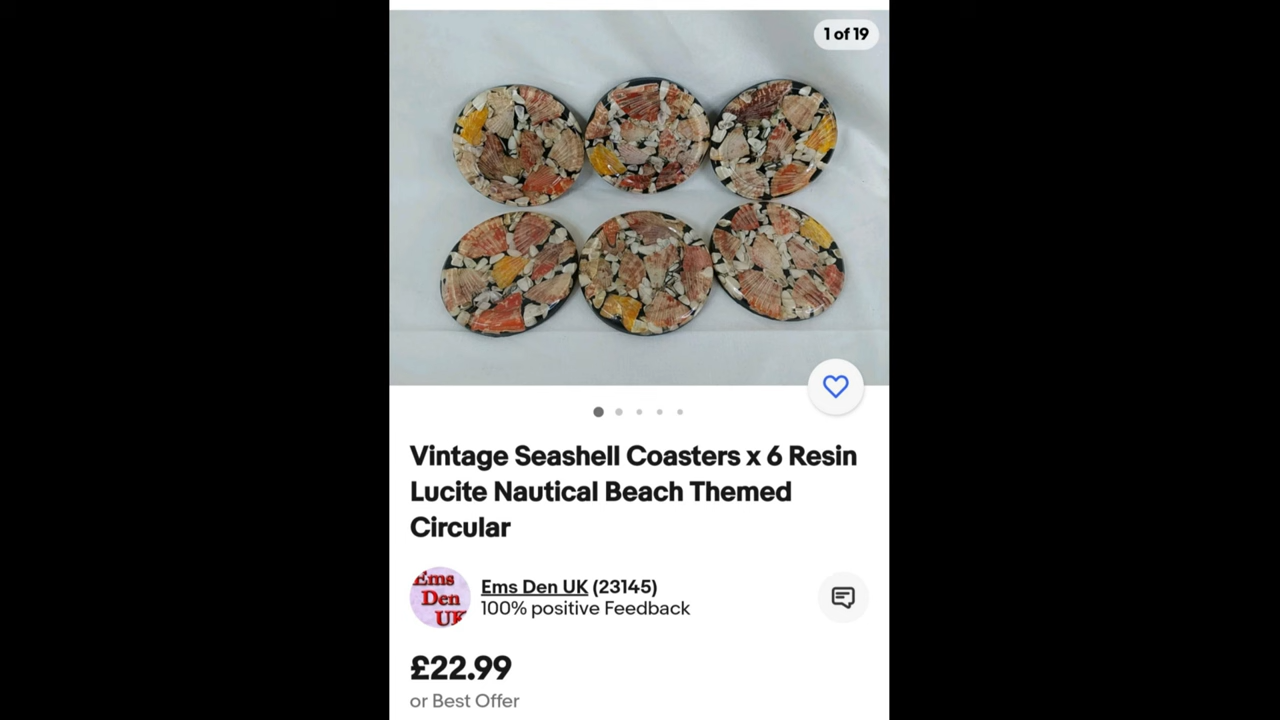 1 of 19
Vintage Seashell Coasters x 6 Resin
Lucite Nautical Beach Themed
Circular
Ems
Den
UK
Ems Den UK (23145)
100% positive Feedback
£22.99
or Best Offer